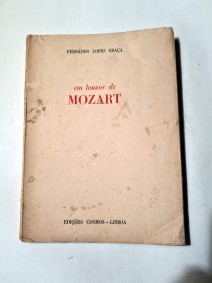 FERNANDO LOPES GRAÇA
em louvor de
MOZART
EDIÇÕES COSMOS—LISBOA